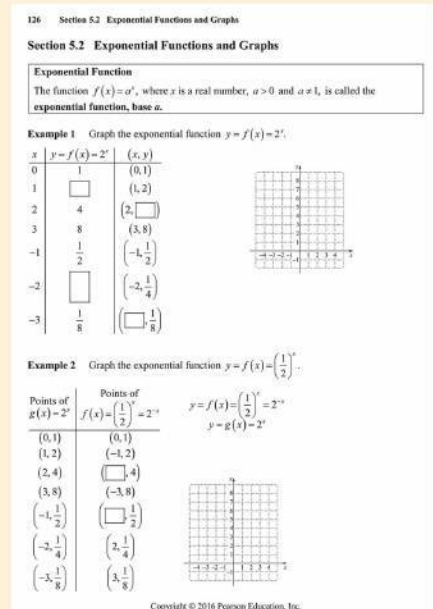 126 Section 5.2 Exponential Functions and Graphs
Section 5.2 Exponential Functions and Graphs
Exponential Function
The function f(x)=aˣ, where x is a real number, a>0 and a≠1, is called the
exponential function, base a.
Example 1 Graph the exponential function y=f(x)=2ˣ.
x y=f(x)=2ˣ (x, y)
0 1 (0,1)
1 □ (1,2)
2 4 (2,□)
3 8 (3,8)
-1 1/2 (-1,1/2)
-2 □ (-2,1/4)
-3 1/8 (□,1/8)
Example 2 Graph the exponential function y=f(x)=(1/2)ˣ.
Points of g(x)=2ˣ Points of f(x)=(1/2)ˣ=2⁻ˣ
y=f(x)=(1/2)ˣ=2⁻ˣ
y=g(x)=2ˣ
(0,1) (0,1)
(1,2) (-1,2)
(2,4) (□,4)
(3,8) (-3,8)
(-1,1/2) (□,1/2)
(-2,1/4) (2,1/4)
(-3,1/8) (3,1/8)
Copyright © 2016 Pearson Education, Inc.